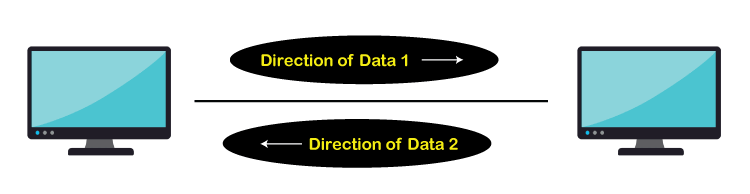 Direction of Data 1
Direction of Data 2